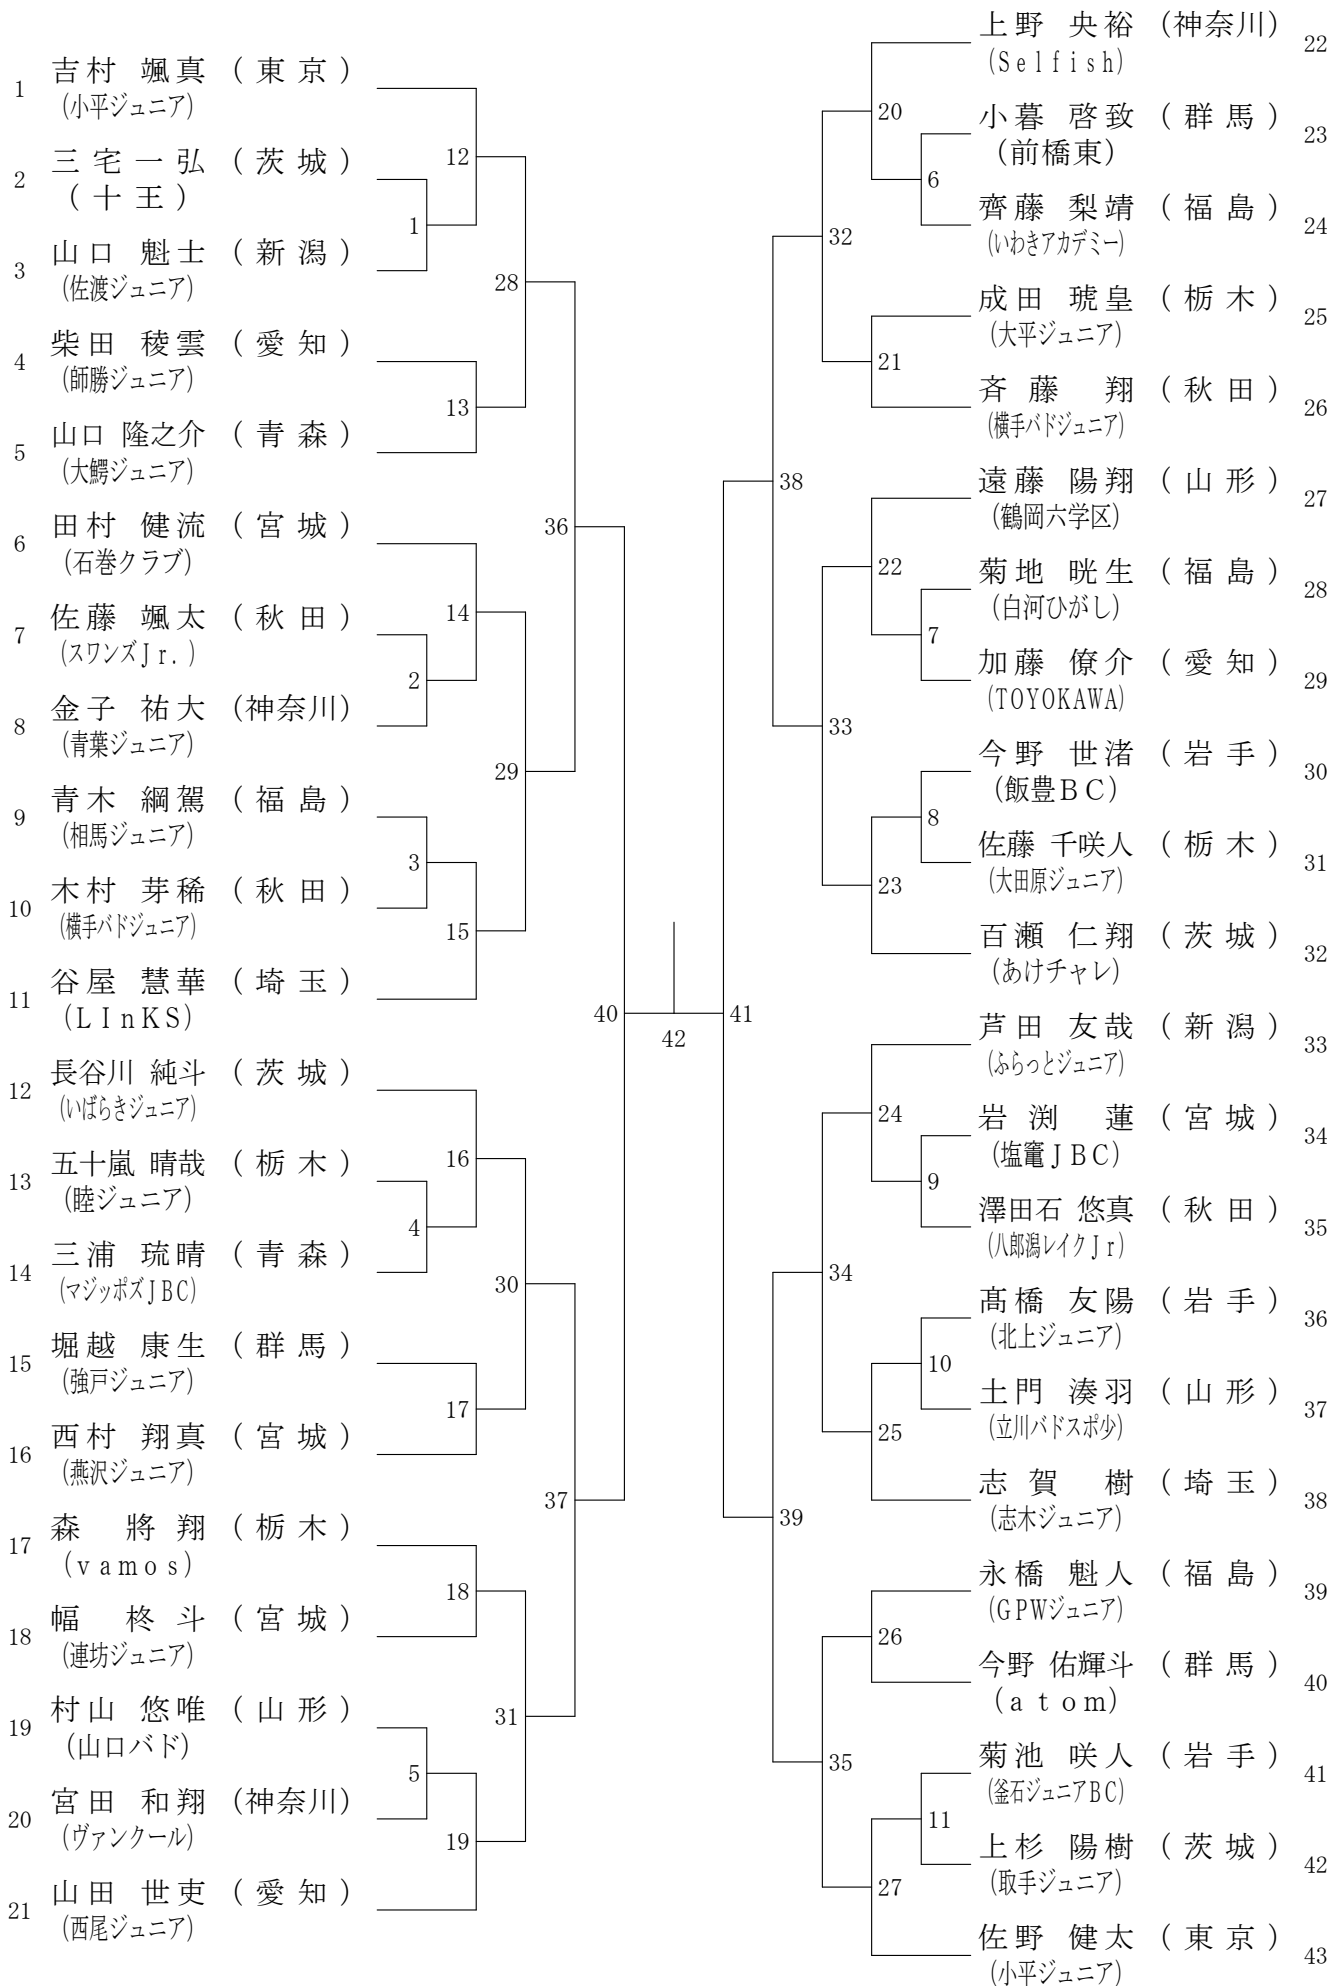 1 吉村 颯真 (東京)
(小平ジュニア)
2 三宅一弘 (茨城)
(十王)
3 山口 魁士 (新潟)
(佐渡ジュニア)
4 柴田 稜雲 (愛知)
(師勝ジュニア)
5 山口 隆之介 (青森)
(大鰐ジュニア)
6 田村 健流 (宮城)
(石巻クラブ)
7 佐藤 颯太 (秋田)
(スワンズJr.)
8 金子 祐大 (神奈川)
(青葉ジュニア)
9 青木 綱駕 (福島)
(相馬ジュニア)
10 木村 芽稀 (秋田)
(横手バドジュニア)
11 谷屋 慧華 (埼玉)
(LInKS)
12 長谷川 純斗 (茨城)
(いばらきジュニア)
13 五十嵐 晴哉 (栃木)
(睦ジュニア)
14 三浦 琉晴 (青森)
(マジッポズJBC)
15 堀越 康生 (群馬)
(強戸ジュニア)
16 西村 翔真 (宮城)
(燕沢ジュニア)
17 森 將翔 (栃木)
(vamos)
18 幅 柊斗 (宮城)
(連坊ジュニア)
19 村山 悠唯 (山形)
(山口バド)
20 宮田 和翔 (神奈川)
(ヴァンクール)
21 山田 世吏 (愛知)
(西尾ジュニア)
12
1
28
13
36
14
2
29
3
15
40
16
4
30
17
37
18
31
5
19
42
41
20
6
32
21
38
22
7
33
8
23
24
9
34
10
25
39
26
35
11
27
上野 央裕 (神奈川) 22
(Selfish)
小暮 啓致 (群馬) 23
(前橋東)
齊藤 梨靖 (福島) 24
(いわきアカデミー)
成田 琥皇 (栃木) 25
(大平ジュニア)
斉藤 翔 (秋田) 26
(横手バドジュニア)
遠藤 陽翔 (山形) 27
(鶴岡六学区)
菊地 晄生 (福島) 28
(白河ひがし)
加藤 僚介 (愛知) 29
(TOYOKAWA)
今野 世渚 (岩手) 30
(飯豊BC)
佐藤 千咲人 (栃木) 31
(大田原ジュニア)
百瀬 仁翔 (茨城) 32
(あけチャレ)
芦田 友哉 (新潟) 33
(ふらっとジュニア)
岩渕 蓮 (宮城) 34
(塩竈JBC)
澤田石 悠真 (秋田) 35
(八郎潟レイクJr)
髙橋 友陽 (岩手) 36
(北上ジュニア)
土門 湊羽 (山形) 37
(立川バドスポ少)
志賀 樹 (埼玉) 38
(志木ジュニア)
永橋 魁人 (福島) 39
(GPWジュニア)
今野 佑輝斗 (群馬) 40
(atom)
菊池 咲人 (岩手) 41
(釜石ジュニアBC)
上杉 陽樹 (茨城) 42
(取手ジュニア)
佐野 健太 (東京) 43
(小平ジュニア)